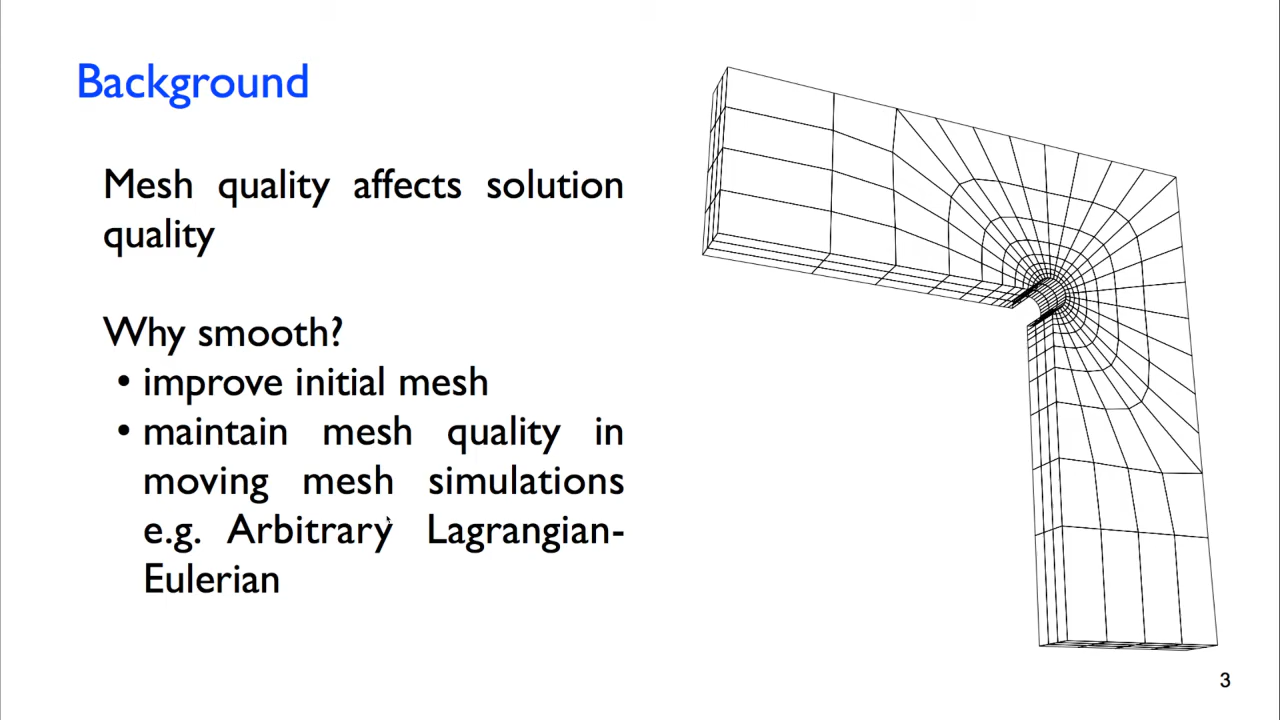 Background
Mesh quality affects solution
quality
Why smooth?
• improve initial mesh
• maintain mesh quality in
moving mesh simulations
e.g. Arbitrary Lagrangian-
Eulerian
3